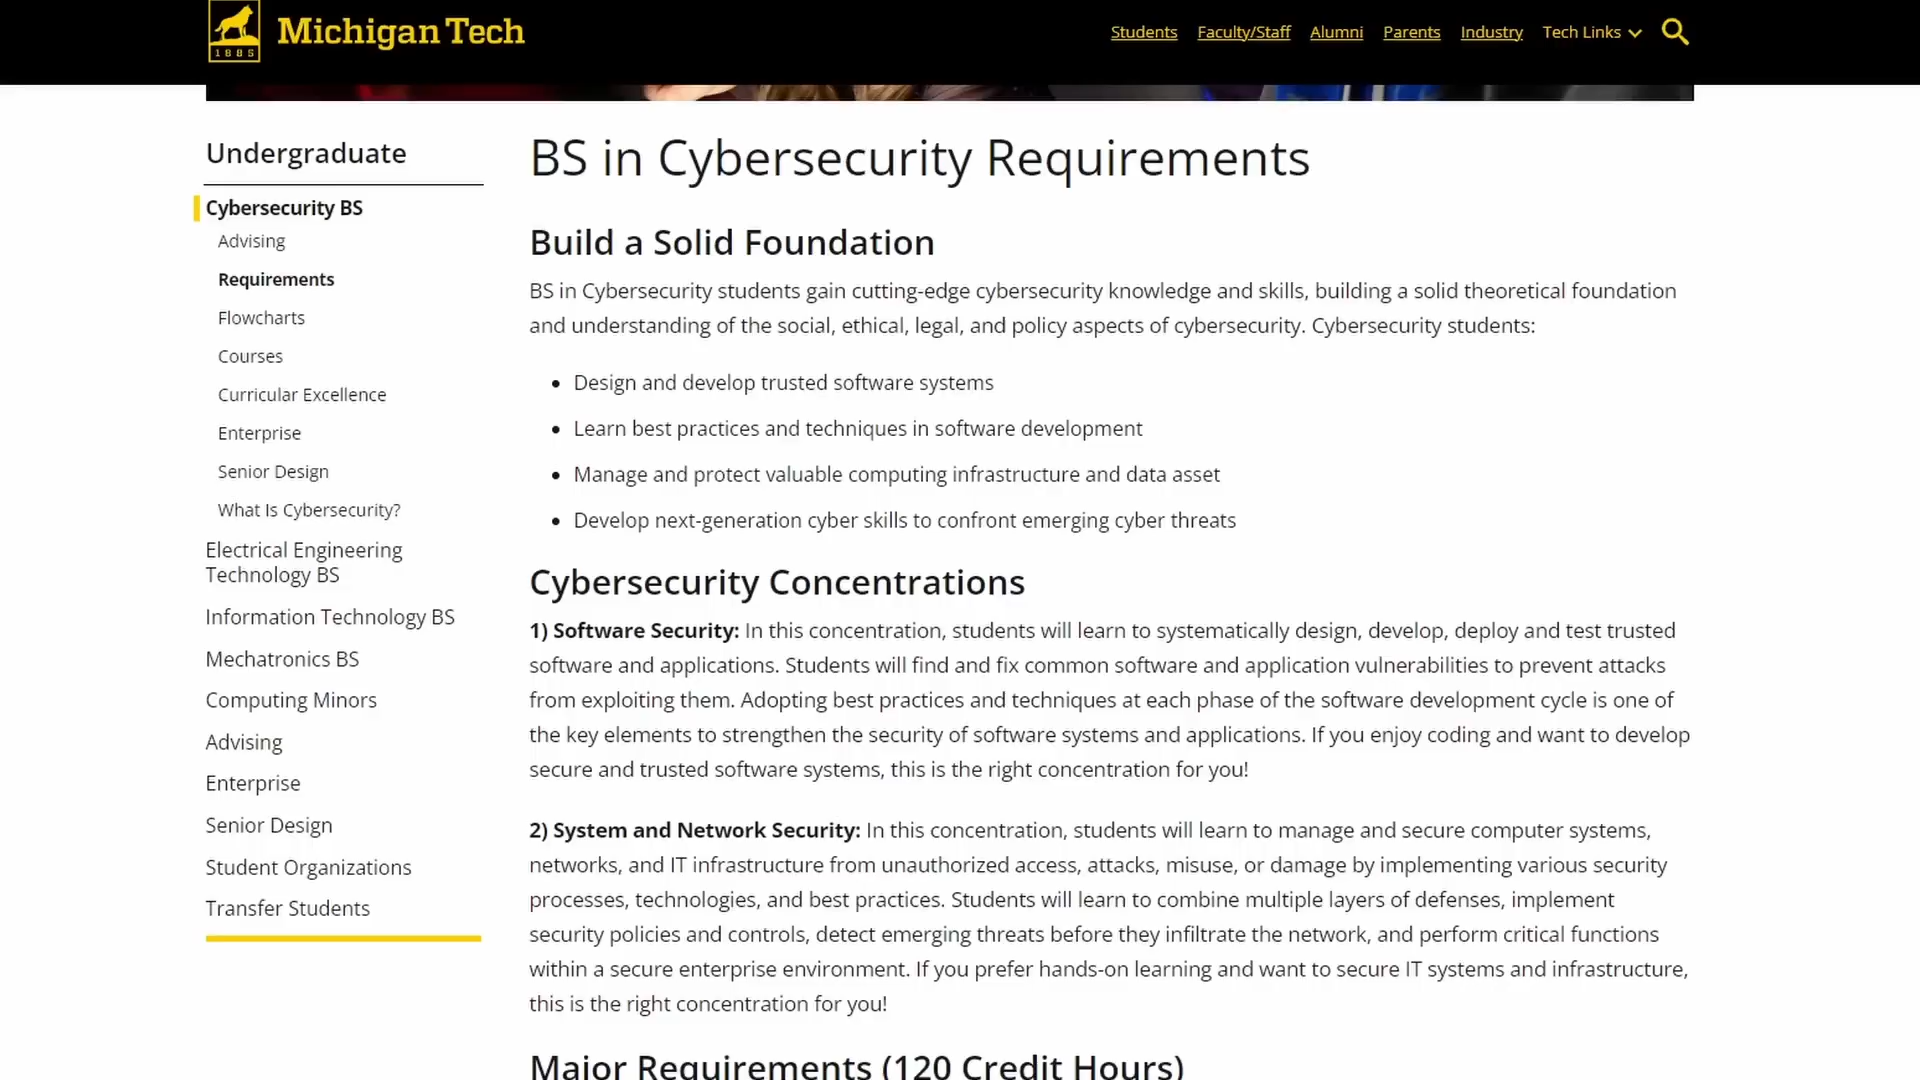 1885
Michigan Tech
Students Faculty/Staff Alumni Parents Industry Tech Links
Undergraduate
Cybersecurity BS
Advising
Requirements
Flowcharts
Courses
Curricular Excellence
Enterprise
Senior Design
What Is Cybersecurity?
Electrical Engineering
Technology BS
Information Technology BS
Mechatronics BS
Computing Minors
Advising
Enterprise
Senior Design
Student Organizations
Transfer Students
BS in Cybersecurity Requirements
Build a Solid Foundation
BS in Cybersecurity students gain cutting-edge cybersecurity knowledge and skills, building a solid theoretical foundation
and understanding of the social, ethical, legal, and policy aspects of cybersecurity. Cybersecurity students:
• Design and develop trusted software systems
• Learn best practices and techniques in software development
• Manage and protect valuable computing infrastructure and data asset
• Develop next-generation cyber skills to confront emerging cyber threats
Cybersecurity Concentrations
1) Software Security: In this concentration, students will learn to systematically design, develop, deploy and test trusted
software and applications. Students will find and fix common software and application vulnerabilities to prevent attacks
from exploiting them. Adopting best practices and techniques at each phase of the software development cycle is one of
the key elements to strengthen the security of software systems and applications. If you enjoy coding and want to develop
secure and trusted software systems, this is the right concentration for you!
2) System and Network Security: In this concentration, students will learn to manage and secure computer systems,
networks, and IT infrastructure from unauthorized access, attacks, misuse, or damage by implementing various security
processes, technologies, and best practices. Students will learn to combine multiple layers of defenses, implement
security policies and controls, detect emerging threats before they infiltrate the network, and perform critical functions
within a secure enterprise environment. If you prefer hands-on learning and want to secure IT systems and infrastructure,
this is the right concentration for you!
Major Requirements (120 Credit Hours)